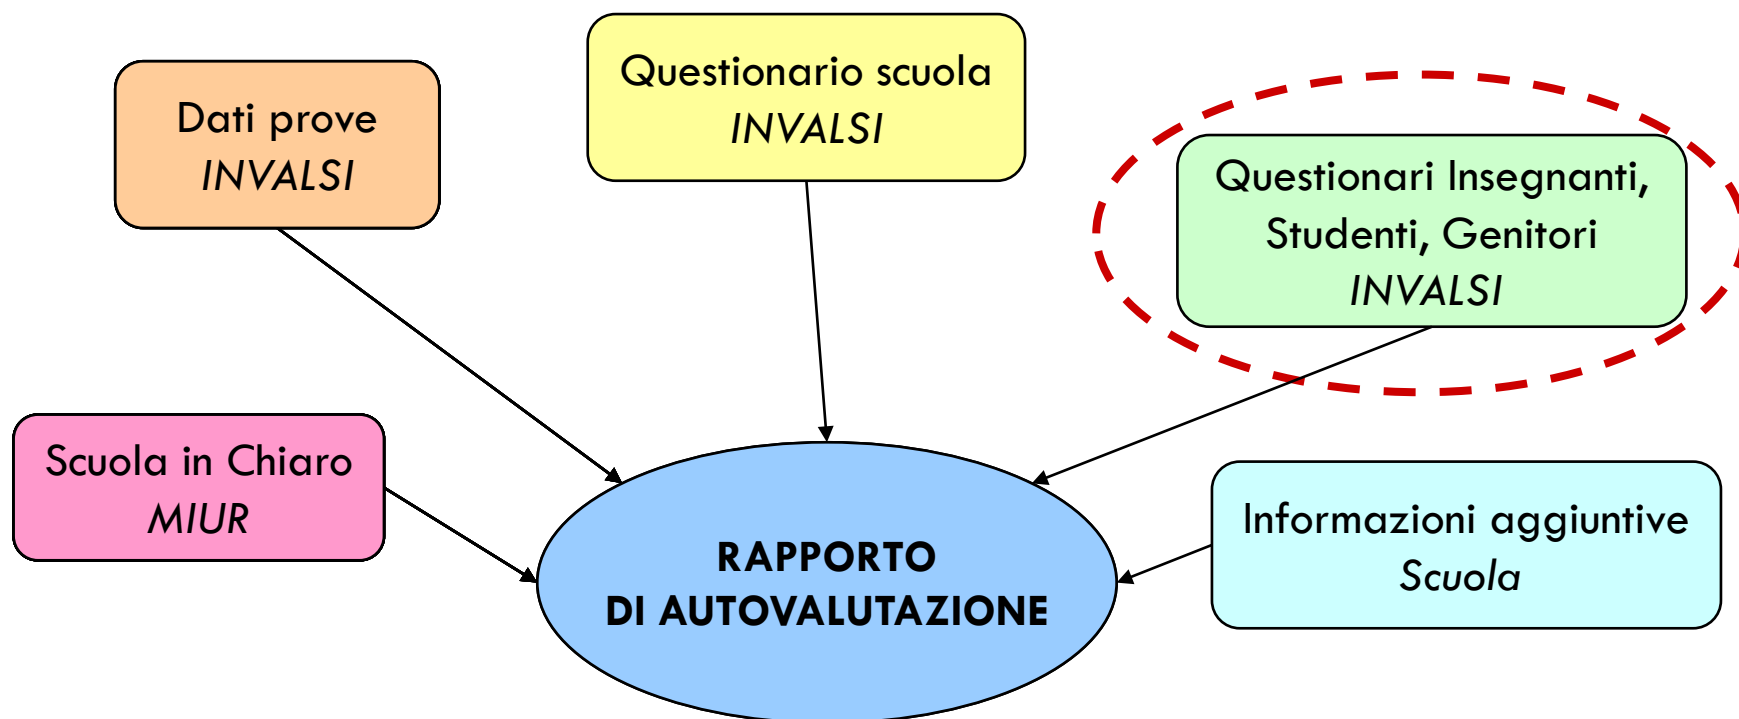 Dati prove
INVALSI
Questionario scuola
INVALSI
Questionari Insegnanti,
Studenti, Genitori
INVALSI
Scuola in Chiaro
MIUR
RAPPORTO
DI AUTOVALUTAZIONE
Informazioni aggiuntive
Scuola